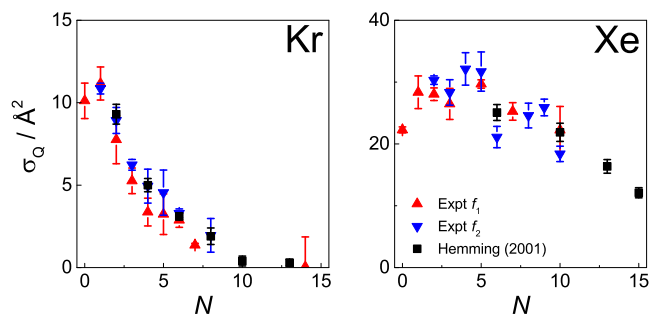 Kr
Xe
15
10
5
0
σQ / Å²
0 5 10 15
N
40
20
0
Expt f₁
Expt f₂
Hemming (2001)
0 5 10 15
N